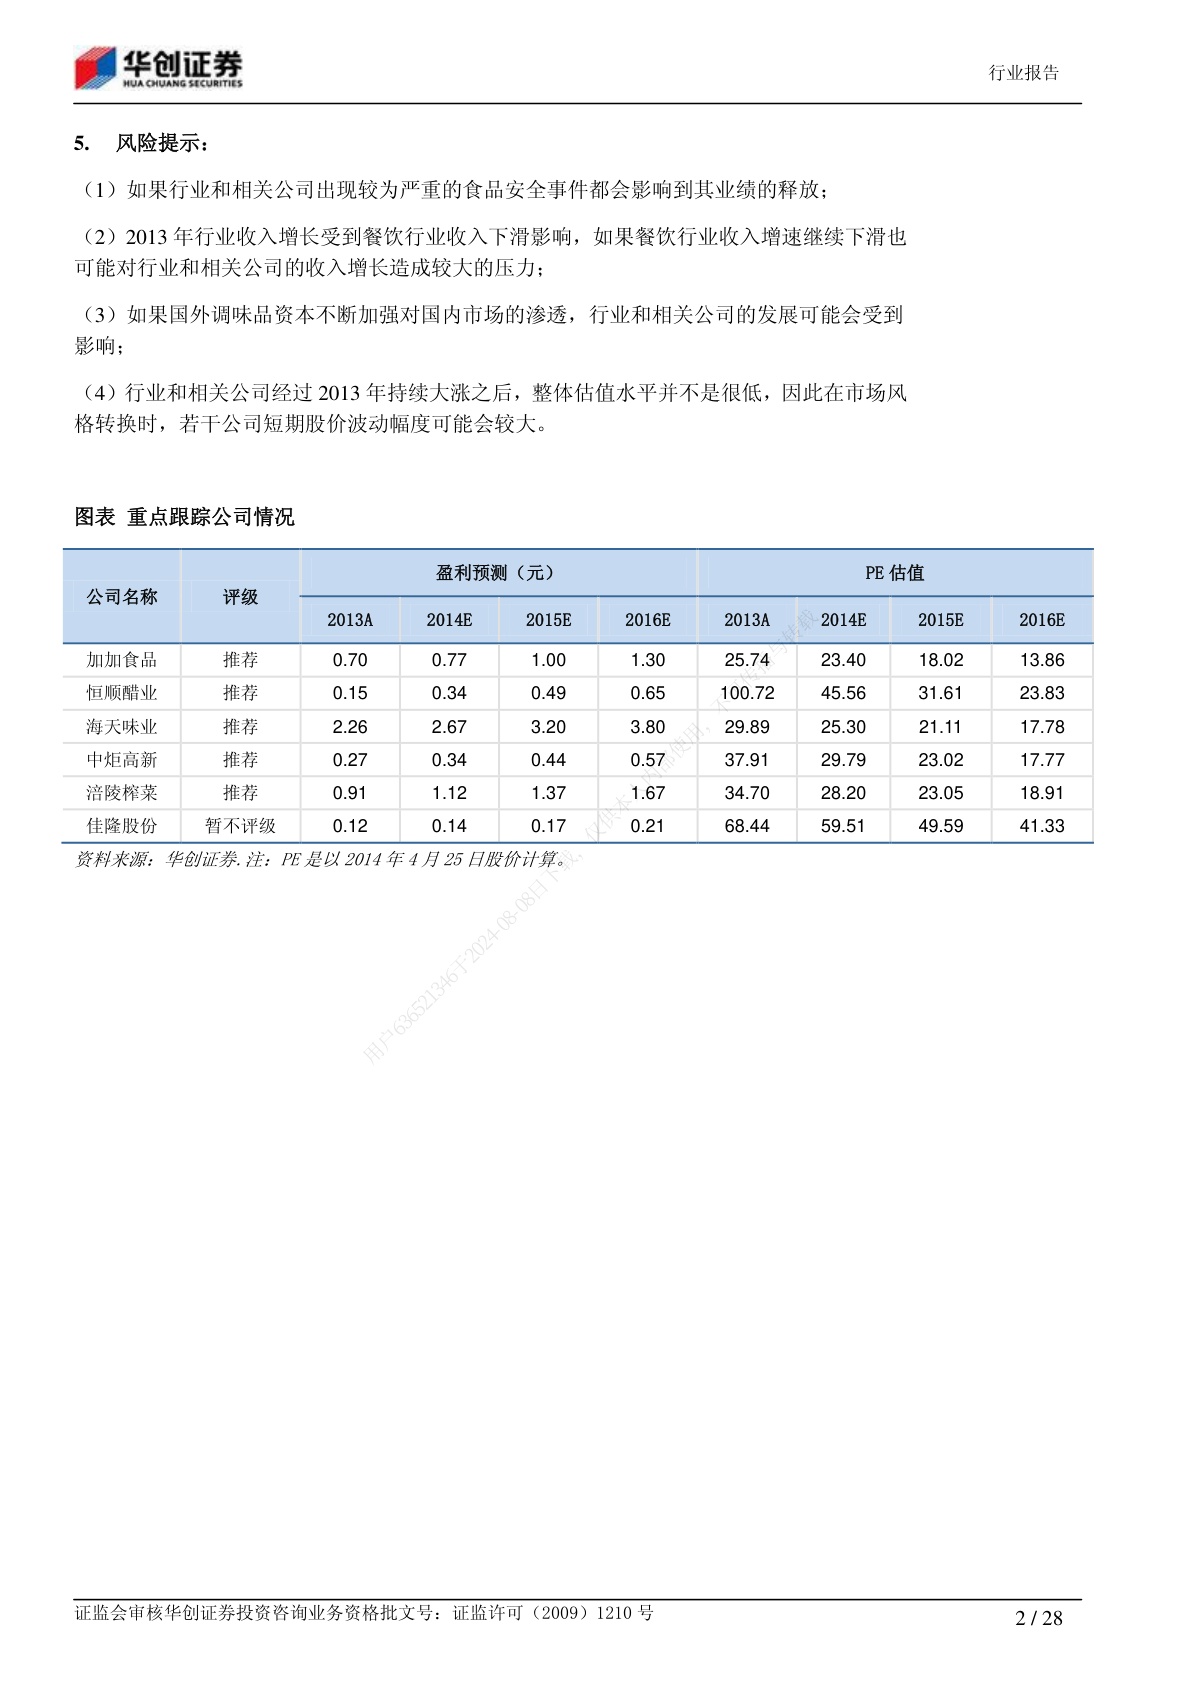 华创证券
HUA CHUANG SECURITIES
行业报告
5. 风险提示：
（1）如果行业和相关公司出现较为严重的食品安全事件都会影响到其业绩的释放；
（2）2013 年行业收入增长受到餐饮行业收入下滑影响，如果餐饮行业收入增速继续下滑也
可能对行业和相关公司的收入增长造成较大的压力；
（3）如果国外调味品资本不断加强对国内市场的渗透，行业和相关公司的发展可能会受到
影响；
（4）行业和相关公司经过 2013 年持续大涨之后，整体估值水平并不是很低，因此在市场风
格转换时，若干公司短期股价波动幅度可能会较大。
图表 重点跟踪公司情况
公司名称 评级 盈利预测（元） PE 估值
2013A 2014E 2015E 2016E 2013A 2014E 2015E 2016E
加加食品 推荐 0.70 0.77 1.00 1.30 25.74 23.40 18.02 13.86
恒顺醋业 推荐 0.15 0.34 0.49 0.65 100.72 45.56 31.61 23.83
海天味业 推荐 2.26 2.67 3.20 3.80 29.89 25.30 21.11 17.78
中炬高新 推荐 0.27 0.34 0.44 0.57 37.91 29.79 23.02 17.77
涪陵榨菜 推荐 0.91 1.12 1.37 1.67 34.70 28.20 23.05 18.91
佳隆股份 暂不评级 0.12 0.14 0.17 0.21 68.44 59.51 49.59 41.33
资料来源：华创证券.注：PE 是以 2014 年 4 月 25 日股价计算。
用户636521346于2024-08-08日下载，仅供本
证监会审核华创证券投资咨询业务资格批文号：证监许可（2009）1210 号
2 / 28